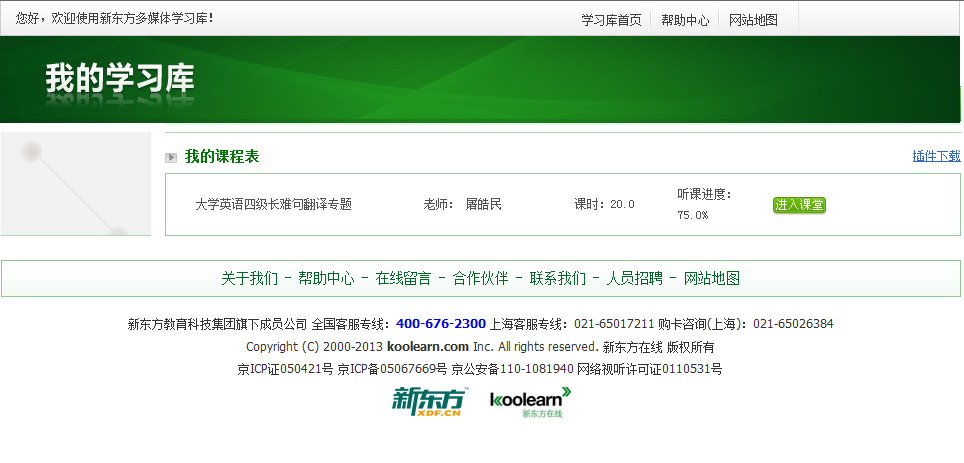 您好，欢迎使用新东方多媒体学习库！ 学习库首页 帮助中心 网站地图
我的学习库
我的课程表 插件下载
大学英语四级长难句翻译专题 老师： 屠皓民 课时：20.0 听课进度：75.0% 进入课堂
关于我们 - 帮助中心 - 在线留言 - 合作伙伴 - 联系我们 - 人员招聘 - 网站地图
新东方教育科技集团旗下成员公司 全国客服专线：400-676-2300 上海客服专线：021-65017211 购卡咨询(上海)：021-65026384
Copyright (C) 2000-2013 koolearn.com Inc. All rights reserved. 新东方在线 版权所有
京ICP证050421号 京ICP备05067669号 京公安备110-1081940 网络视听许可证0110531号
新东方™ XDF.CN koolearn 新东方在线